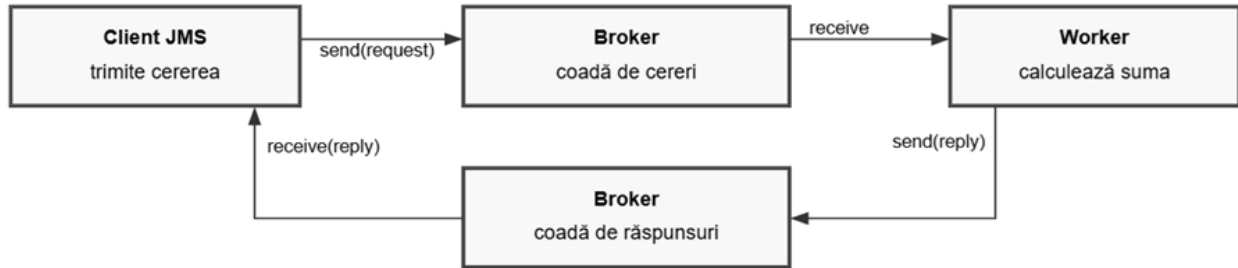 Client JMS
trimite cererea
send(request)
Broker
coadă de cereri
receive
Worker
calculează suma
receive(reply)
send(reply)
Broker
coadă de răspunsuri